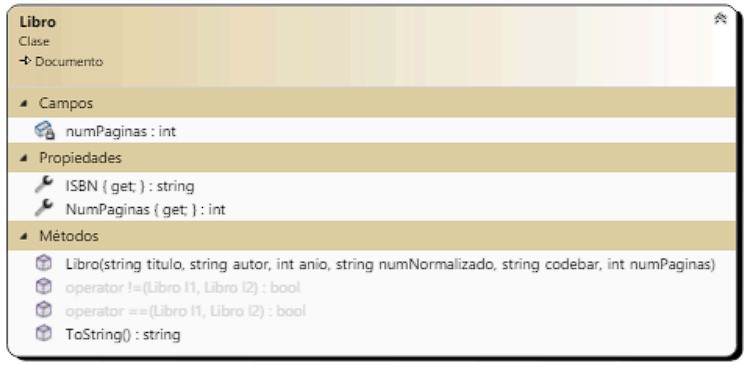 Libro
Clase
Documento
Campos
numPaginas : int
Propiedades
ISBN { get; } : string
NumPaginas { get; } : int
Métodos
Libro(string titulo, string autor, int anio, string numNormalizado, string codebar, int numPaginas)
operator !=(Libro l1, Libro l2) : bool
operator ==(Libro l1, Libro l2) : bool
ToString() : string